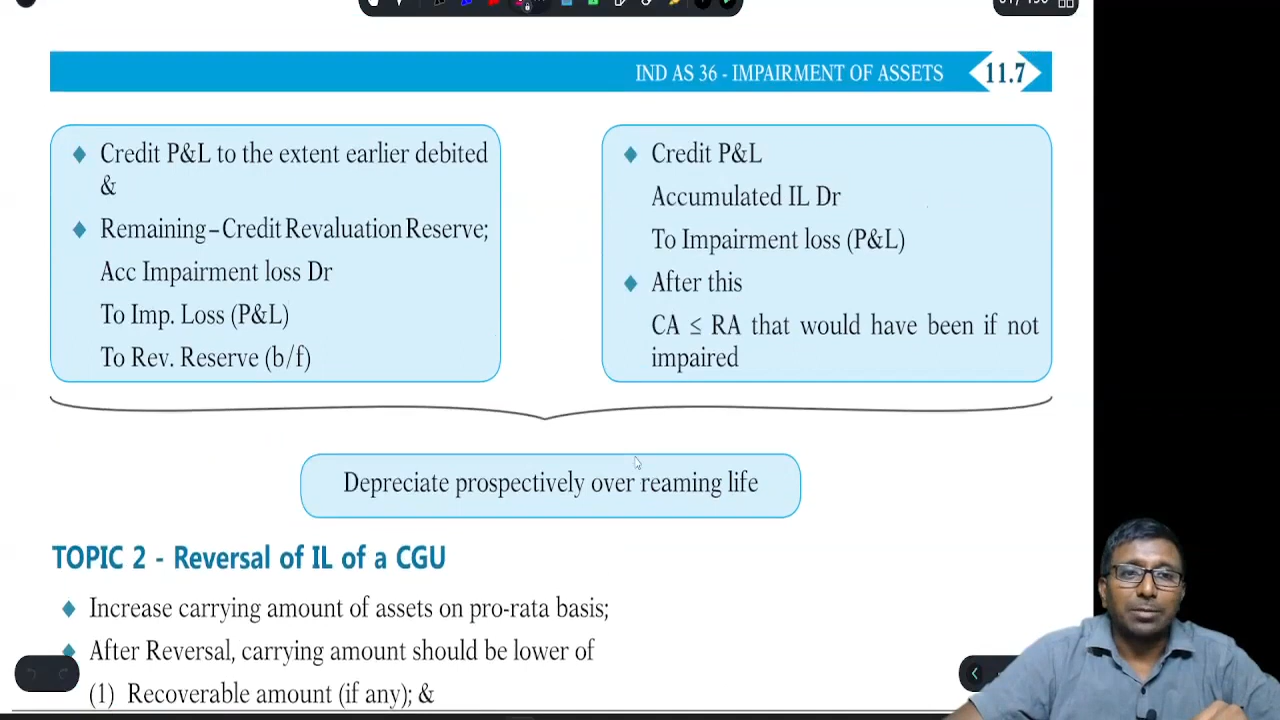 IND AS 36 - IMPAIRMENT OF ASSETS 11.7
◆ Credit P&L to the extent earlier debited
&
◆ Remaining – Credit Revaluation Reserve;
Acc Impairment loss Dr
To Imp. Loss (P&L)
To Rev. Reserve (b/f)
◆ Credit P&L
Accumulated IL Dr
To Impairment loss (P&L)
◆ After this
CA ≤ RA that would have been if not
impaired
Depreciate prospectively over reaming life
TOPIC 2 - Reversal of IL of a CGU
◆ Increase carrying amount of assets on pro-rata basis;
◆ After Reversal, carrying amount should be lower of
(1) Recoverable amount (if any); &